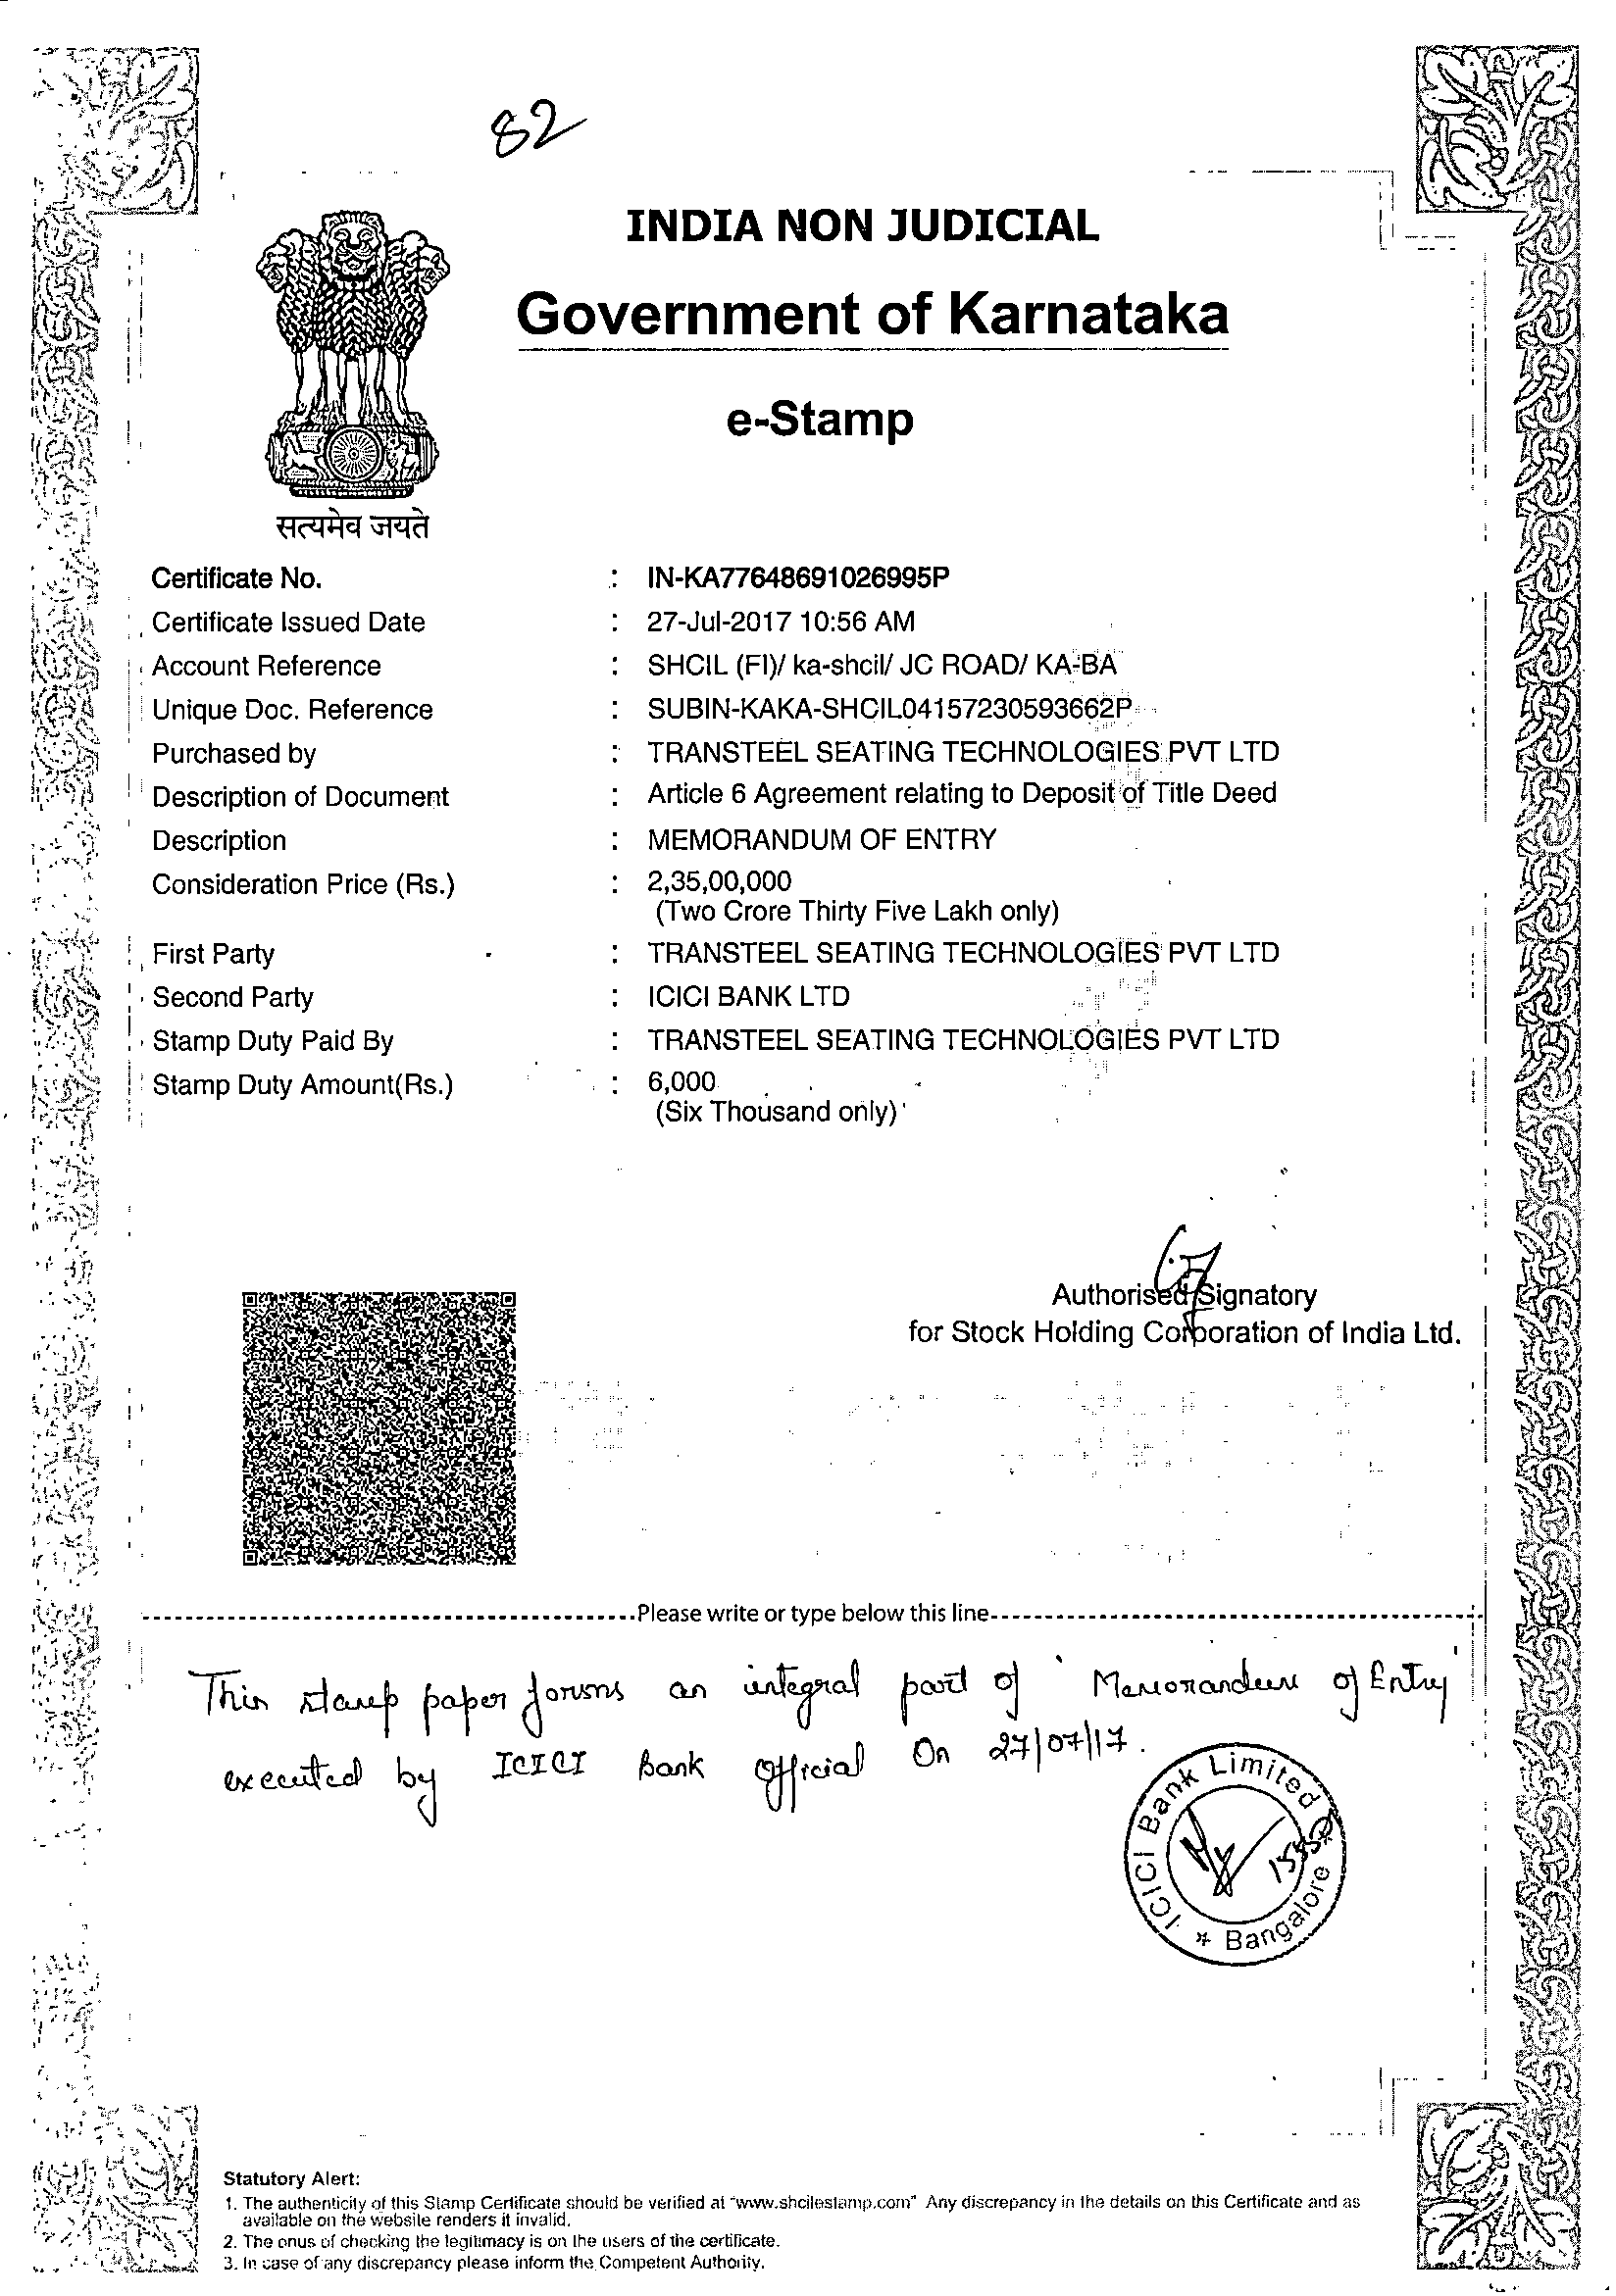 82
INDIA NON JUDICIAL
Government of Karnataka
e-Stamp
सत्यमेव जयते
Certificate No. : IN-KA77648691026995P
Certificate Issued Date : 27-Jul-2017 10:56 AM
Account Reference : SHCIL (FI)/ ka-shcil/ JC ROAD/ KA-BA
Unique Doc. Reference : SUBIN-KAKA-SHCIL04157230593662P
Purchased by : TRANSTEEL SEATING TECHNOLOGIES PVT LTD
Description of Document : Article 6 Agreement relating to Deposit of Title Deed
Description : MEMORANDUM OF ENTRY
Consideration Price (Rs.) : 2,35,00,000
(Two Crore Thirty Five Lakh only)
First Party : TRANSTEEL SEATING TECHNOLOGIES PVT LTD
Second Party : ICICI BANK LTD
Stamp Duty Paid By : TRANSTEEL SEATING TECHNOLOGIES PVT LTD
Stamp Duty Amount(Rs.) : 6,000
(Six Thousand only)
Authorised Signatory
for Stock Holding Corporation of India Ltd.
Please write or type below this line
This stamp paper forms an integral part of 'Memorandum of Entry'
executed by ICICI Bank Official On 27/07/17.
ICICI Bank Limited
* Bangalore *
Statutory Alert:
1. The authenticity of this Stamp Certificate should be verified at "www.shcilestamp.com" Any discrepancy in the details on this Certificate and as
available on the website renders it invalid.
2. The onus of checking the legitimacy is on the users of the certificate.
3. In case of any discrepancy please inform the Competent Authority.